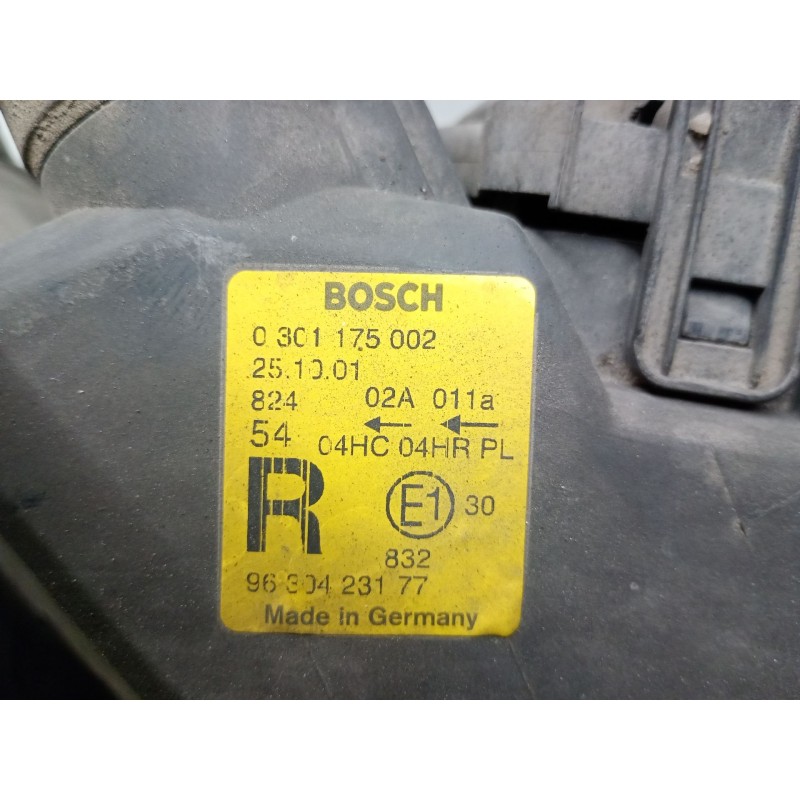 BOSCH
0 301 175 002
25.10.01
824 02A 011a
54 ← ←
04HC 04HR PL
R E1 30
832
96 304 231 77
Made in Germany